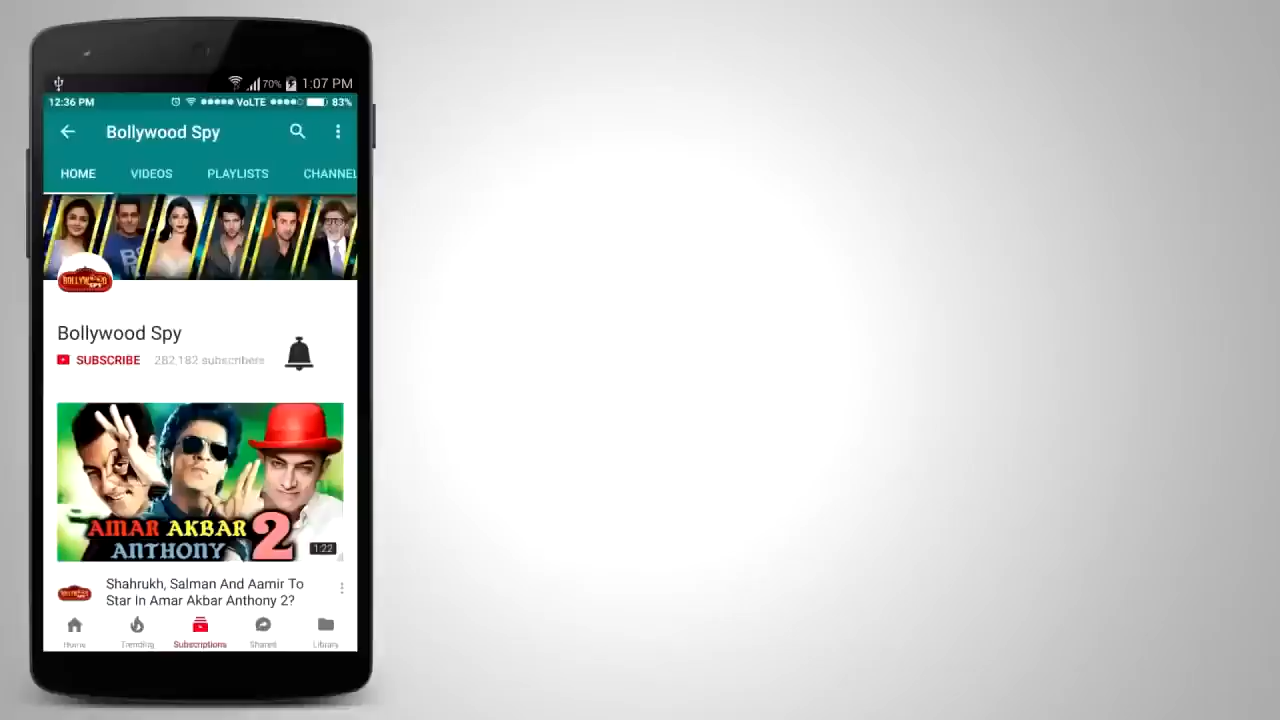 70% 1:07 PM
12:36 PM VoLTE 83%
Bollywood Spy
HOME VIDEOS PLAYLISTS CHANNEL
BOLLYWOOD
SPY
Bollywood Spy
SUBSCRIBE 282,182 subscribers
AMAR AKBAR
ANTHONY 2
1:22
Shahrukh, Salman And Aamir To
Star In Amar Akbar Anthony 2?
Home Trending Subscriptions Shared Library